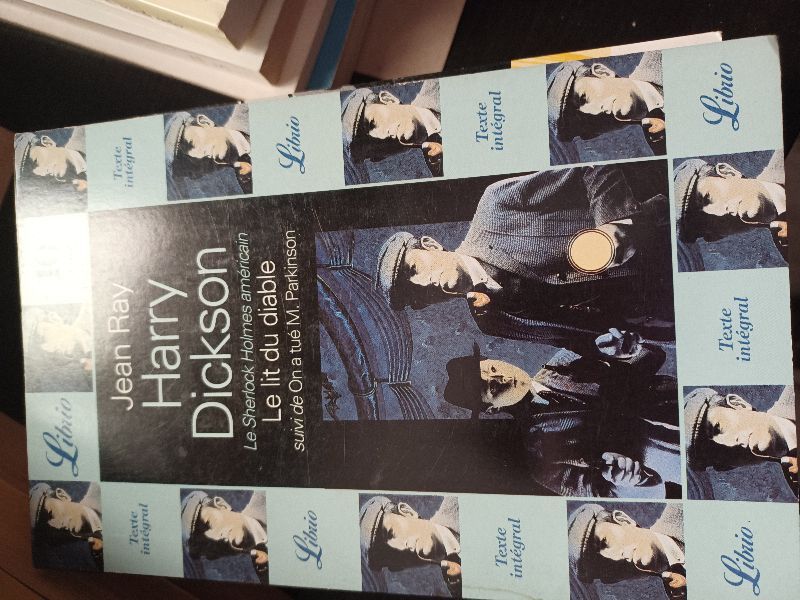 Texte
intégral
Librio
Texte
intégral
Librio
Jean Ray
Harry
Dickson
Le Sherlock Holmes américain
Le lit du diable
suivi de On a tué M. Parkinson
Librio
Texte
intégral
Texte
intégral
Librio
Texte
intégral
Librio